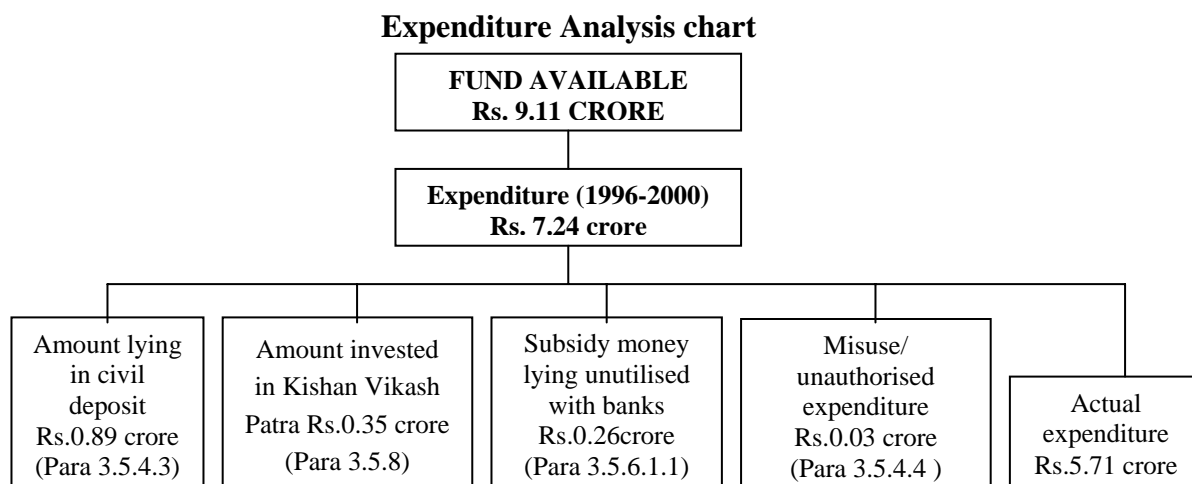 Expenditure Analysis chart
FUND AVAILABLE
Rs. 9.11 CRORE
Expenditure (1996-2000)
Rs. 7.24 crore
Amount lying
in civil
deposit
Rs.0.89 crore
(Para 3.5.4.3)
Amount invested
in Kishan Vikash
Patra Rs.0.35 crore
(Para 3.5.8)
Subsidy money
lying unutilised
with banks
Rs.0.26crore
(Para 3.5.6.1.1)
Misuse/
unauthorised
expenditure
Rs.0.03 crore
(Para 3.5.4.4 )
Actual
expenditure
Rs.5.71 crore